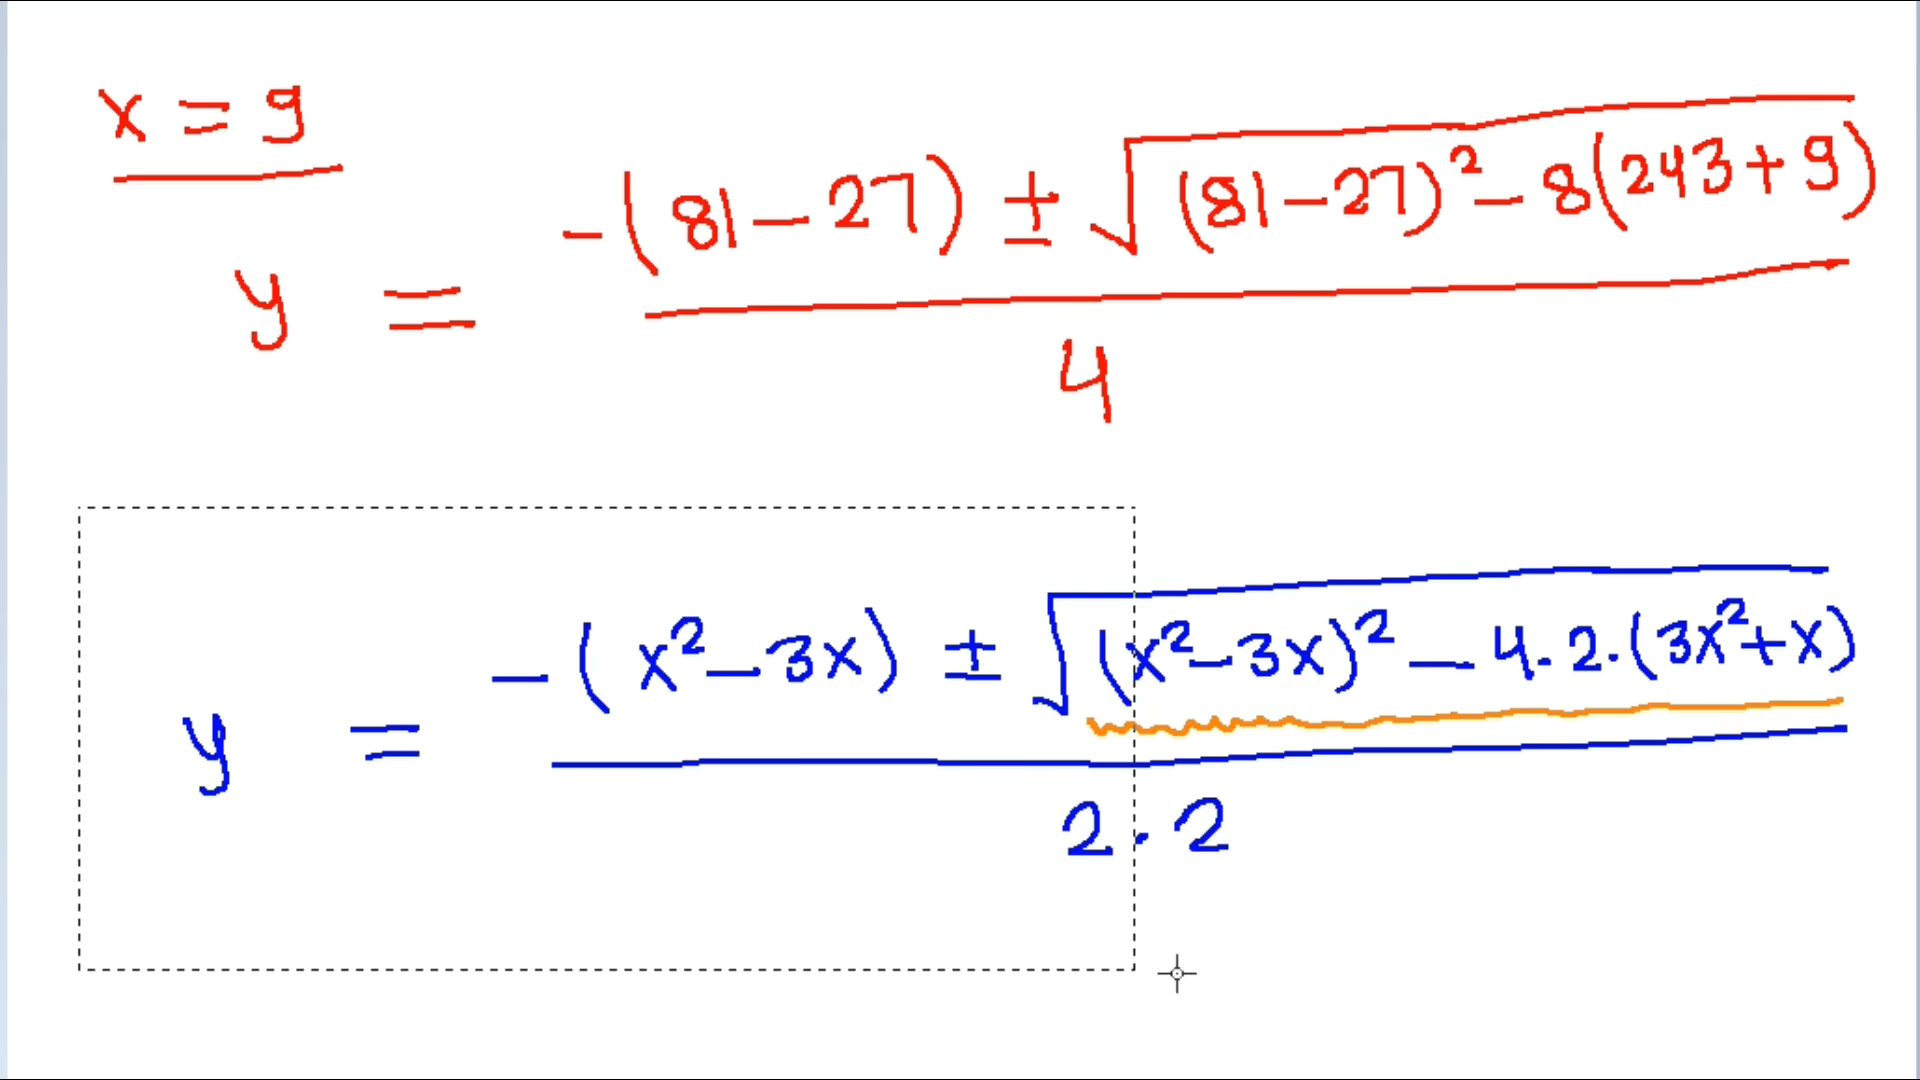 x = 9
y = -(81-27) ± √(81-27)² - 8(243+9) / 4
y = -(x²-3x) ± √(x²-3x)² - 4·2·(3x²+x) / 2·2